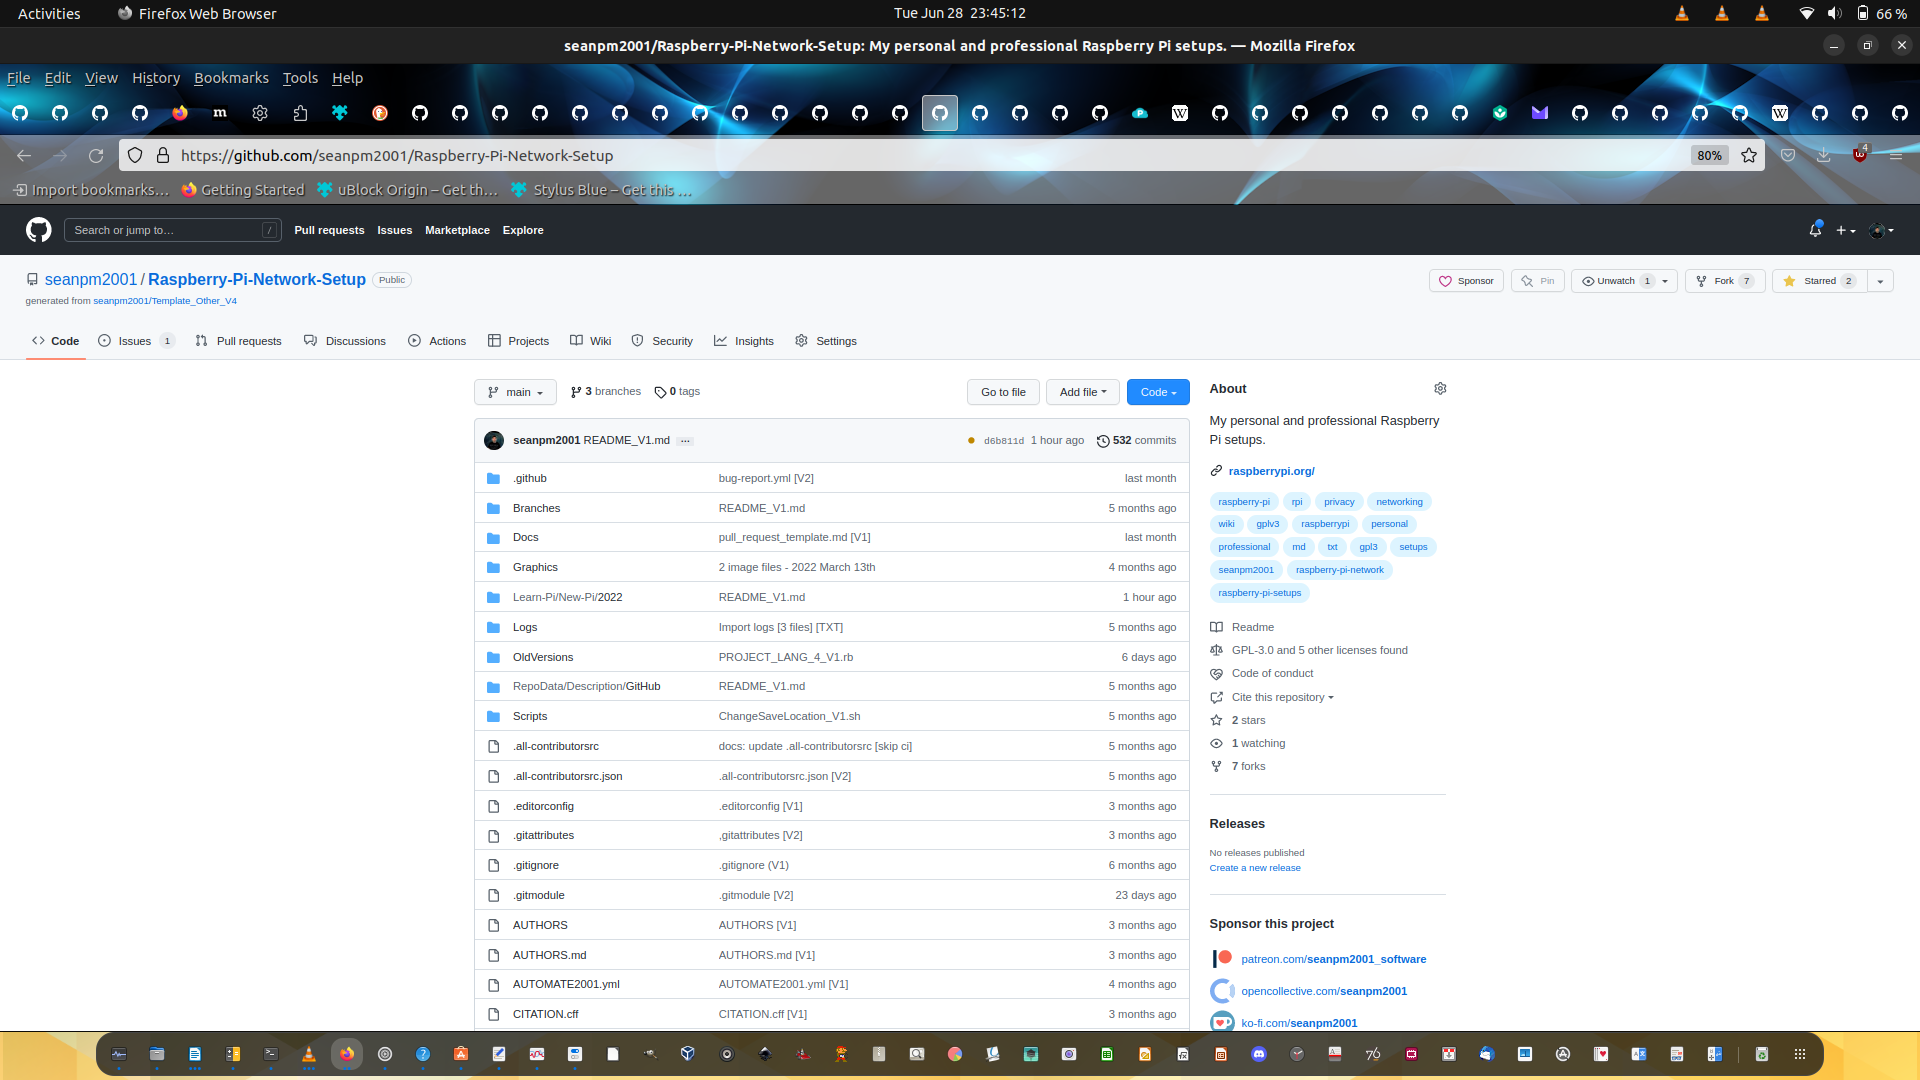 Activities
Firefox Web Browser
Tue Jun 28 23:45:12
66 %
seanpm2001/Raspberry-Pi-Network-Setup: My personal and professional Raspberry Pi setups. — Mozilla Firefox
File Edit View History Bookmarks Tools Help
https://github.com/seanpm2001/Raspberry-Pi-Network-Setup
80%
4
Import bookmarks…
Getting Started
uBlock Origin – Get th…
Stylus Blue – Get this …
Search or jump to…
/
Pull requests Issues Marketplace Explore
seanpm2001 / Raspberry-Pi-Network-Setup Public
generated from seanpm2001/Template_Other_V4
Sponsor
Pin
Unwatch 1
Fork 7
Starred 2
Code
Issues 1
Pull requests
Discussions
Actions
Projects
Wiki
Security
Insights
Settings
main
3 branches
0 tags
Go to file
Add file
Code
seanpm2001 README_V1.md ...
d6b811d 1 hour ago
532 commits
.github bug-report.yml [V2] last month
Branches README_V1.md 5 months ago
Docs pull_request_template.md [V1] last month
Graphics 2 image files - 2022 March 13th 4 months ago
Learn-Pi/New-Pi/2022 README_V1.md 1 hour ago
Logs Import logs [3 files] [TXT] 5 months ago
OldVersions PROJECT_LANG_4_V1.rb 6 days ago
RepoData/Description/GitHub README_V1.md 5 months ago
Scripts ChangeSaveLocation_V1.sh 5 months ago
.all-contributorsrc docs: update .all-contributorsrc [skip ci] 5 months ago
.all-contributorsrc.json .all-contributorsrc.json [V2] 5 months ago
.editorconfig .editorconfig [V1] 3 months ago
.gitattributes ,gitattributes [V2] 3 months ago
.gitignore .gitignore (V1) 6 months ago
.gitmodule .gitmodule [V2] 23 days ago
AUTHORS AUTHORS [V1] 3 months ago
AUTHORS.md AUTHORS.md [V1] 3 months ago
AUTOMATE2001.yml AUTOMATE2001.yml [V1] 4 months ago
CITATION.cff CITATION.cff [V1] 3 months ago
About
My personal and professional Raspberry
Pi setups.
raspberrypi.org/
raspberry-pi rpi privacy networking
wiki gplv3 raspberrypi personal
professional md txt gpl3 setups
seanpm2001 raspberry-pi-network
raspberry-pi-setups
Readme
GPL-3.0 and 5 other licenses found
Code of conduct
Cite this repository
2 stars
1 watching
7 forks
Releases
No releases published
Create a new release
Sponsor this project
patreon.com/seanpm2001_software
opencollective.com/seanpm2001
ko-fi.com/seanpm2001